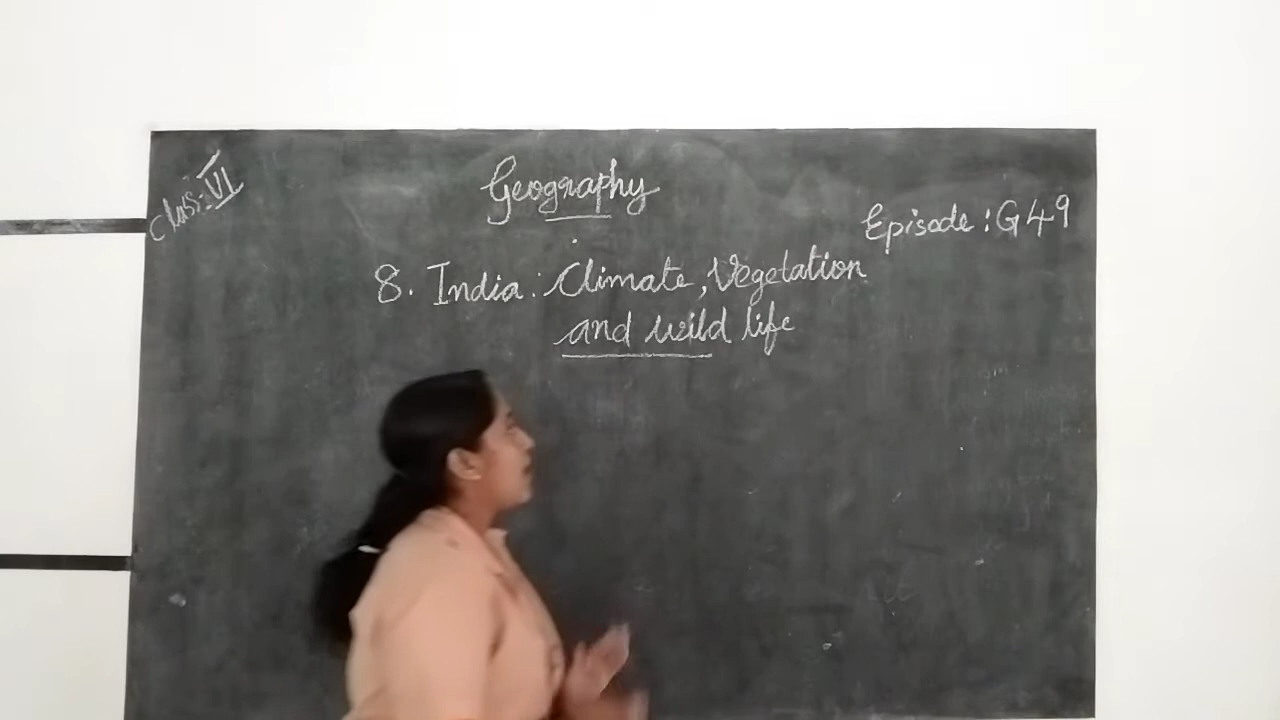 Class:-VI
Geography
Episode:G49
8. India: Climate, Vegetation
and wild life